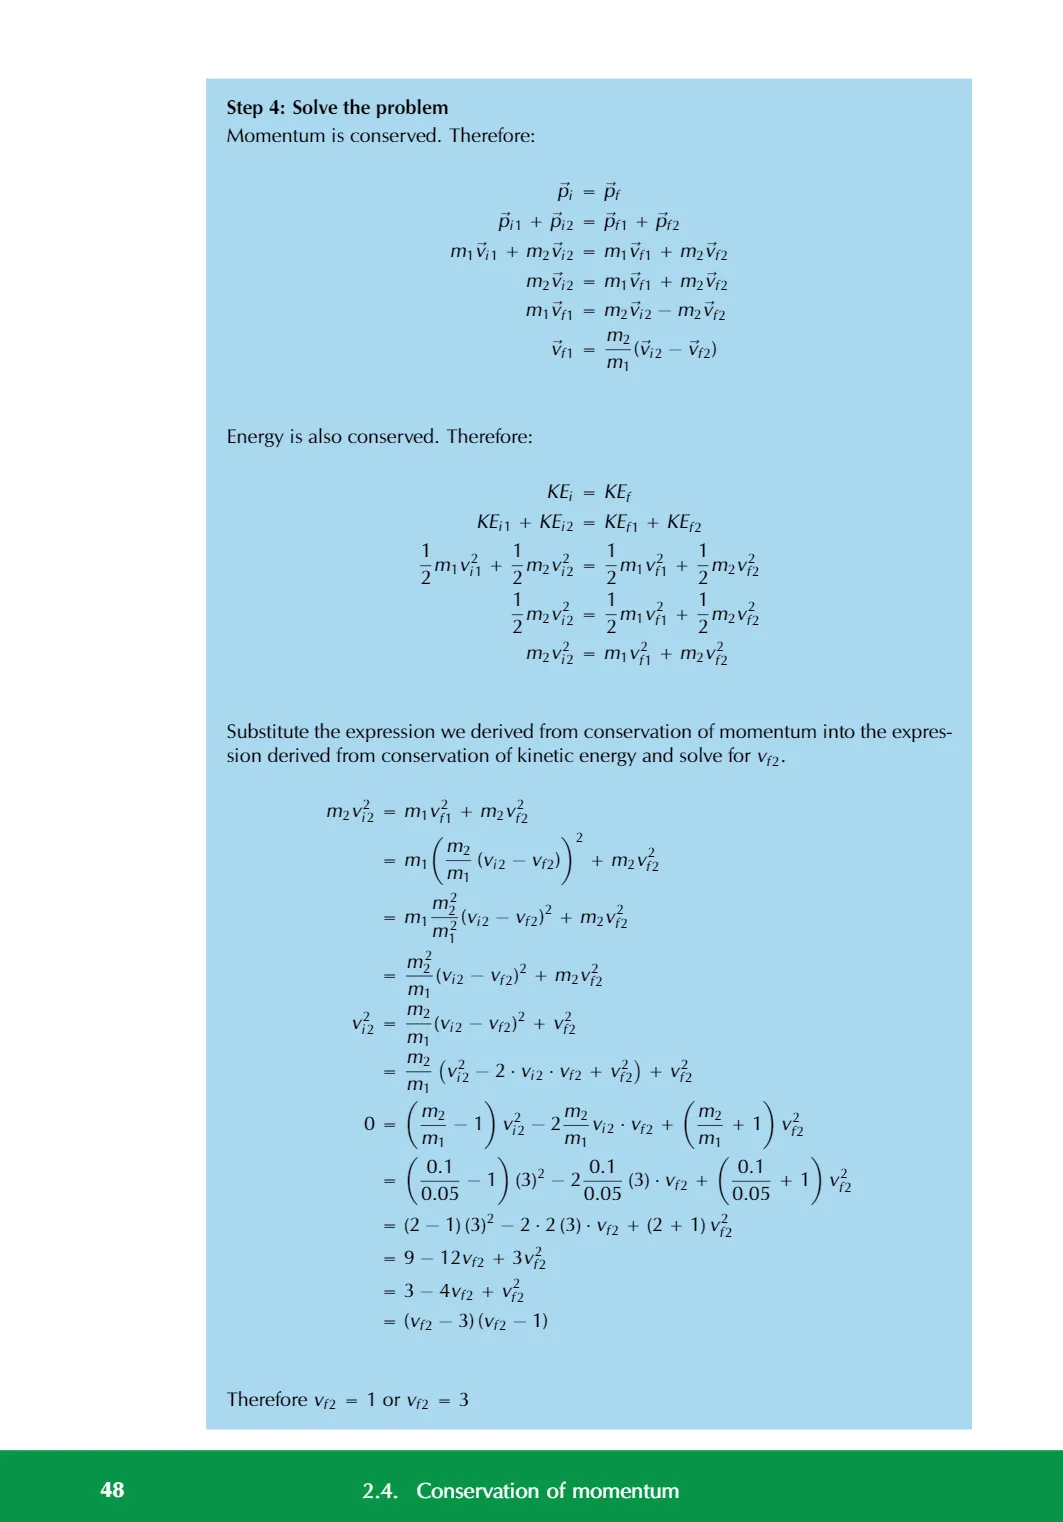 Step 4: Solve the problem
Momentum is conserved. Therefore:
$\vec{p}_i = \vec{p}_f$
$\vec{p}_{i1} + \vec{p}_{i2} = \vec{p}_{f1} + \vec{p}_{f2}$
$m_1\vec{v}_{i1} + m_2\vec{v}_{i2} = m_1\vec{v}_{f1} + m_2\vec{v}_{f2}$
$m_2\vec{v}_{i2} = m_1\vec{v}_{f1} + m_2\vec{v}_{f2}$
$m_1\vec{v}_{f1} = m_2\vec{v}_{i2} - m_2\vec{v}_{f2}$
$\vec{v}_{f1} = \frac{m_2}{m_1}(\vec{v}_{i2} - \vec{v}_{f2})$
Energy is also conserved. Therefore:
$KE_i = KE_f$
$KE_{i1} + KE_{i2} = KE_{f1} + KE_{f2}$
$\frac{1}{2}m_1v_{i1}^2 + \frac{1}{2}m_2v_{i2}^2 = \frac{1}{2}m_1v_{f1}^2 + \frac{1}{2}m_2v_{f2}^2$
$\frac{1}{2}m_2v_{i2}^2 = \frac{1}{2}m_1v_{f1}^2 + \frac{1}{2}m_2v_{f2}^2$
$m_2v_{i2}^2 = m_1v_{f1}^2 + m_2v_{f2}^2$
Substitute the expression we derived from conservation of momentum into the expres-
sion derived from conservation of kinetic energy and solve for $v_{f2}$.
$m_2v_{i2}^2 = m_1v_{f1}^2 + m_2v_{f2}^2$
$= m_1\left(\frac{m_2}{m_1}(v_{i2} - v_{f2})\right)^2 + m_2v_{f2}^2$
$= m_1\frac{m_2^2}{m_1^2}(v_{i2} - v_{f2})^2 + m_2v_{f2}^2$
$= \frac{m_2^2}{m_1}(v_{i2} - v_{f2})^2 + m_2v_{f2}^2$
$v_{i2}^2 = \frac{m_2}{m_1}(v_{i2} - v_{f2})^2 + v_{f2}^2$
$= \frac{m_2}{m_1}\left(v_{i2}^2 - 2 \cdot v_{i2} \cdot v_{f2} + v_{f2}^2\right) + v_{f2}^2$
$0 = \left(\frac{m_2}{m_1} - 1\right)v_{i2}^2 - 2\frac{m_2}{m_1}v_{i2} \cdot v_{f2} + \left(\frac{m_2}{m_1} + 1\right)v_{f2}^2$
$= \left(\frac{0.1}{0.05} - 1\right)(3)^2 - 2\frac{0.1}{0.05}(3) \cdot v_{f2} + \left(\frac{0.1}{0.05} + 1\right)v_{f2}^2$
$= (2 - 1)(3)^2 - 2 \cdot 2(3) \cdot v_{f2} + (2 + 1)v_{f2}^2$
$= 9 - 12v_{f2} + 3v_{f2}^2$
$= 3 - 4v_{f2} + v_{f2}^2$
$= (v_{f2} - 3)(v_{f2} - 1)$
Therefore $v_{f2} = 1$ or $v_{f2} = 3$
48 2.4. Conservation of momentum